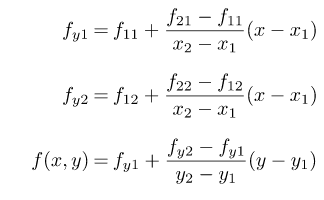 f_{y1} = f_{11} + \frac{f_{21} - f_{11}}{x_2 - x_1}(x - x_1)
f_{y2} = f_{12} + \frac{f_{22} - f_{12}}{x_2 - x_1}(x - x_1)
f(x, y) = f_{y1} + \frac{f_{y2} - f_{y1}}{y_2 - y_1}(y - y_1)